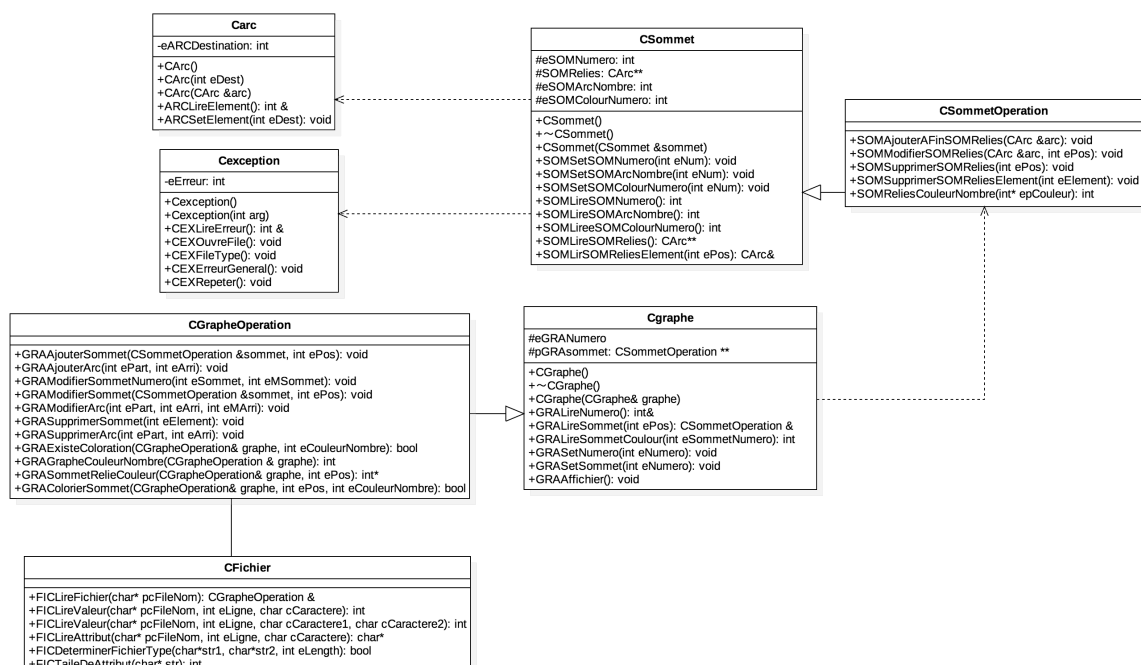 Carc
-eARCDestination: int
+CArc()
+CArc(int eDest)
+CArc(CArc &arc)
+ARCLireElement(): int &
+ARCSetElement(int eDest): void
Cexception
-eErreur: int
+Cexception()
+Cexception(int arg)
+CEXLireErreur(): int &
+CEXOuvreFile(): void
+CEXFileType(): void
+CEXErreurGeneral(): void
+CEXRepeter(): void
CSommet
#eSOMNumero: int
#SOMRelies: CArc**
#eSOMArcNombre: int
#eSOMColourNumero: int
+CSommet()
+~CSommet()
+CSommet(CSommet &sommet)
+SOMSetSOMNumero(int eNum): void
+SOMSetSOMArcNombre(int eNum): void
+SOMSetSOMColourNumero(int eNum): void
+SOMLireSOMNumero(): int
+SOMLireSOMArcNombre(): int
+SOMLireeSOMColourNumero(): int
+SOMLireSOMRelies(): CArc**
+SOMLirSOMReliesElement(int ePos): CArc&
CSommetOperation
+SOMAjouterAFinSOMRelies(CArc &arc): void
+SOMModifierSOMRelies(CArc &arc, int ePos): void
+SOMSupprimerSOMRelies(int ePos): void
+SOMSupprimerSOMReliesElement(int eElement): void
+SOMReliesCouleurNombre(int* epCouleur): int
CGrapheOperation
+GRAAjouterSommet(CSommetOperation &sommet, int ePos): void
+GRAAjouterArc(int ePart, int eArri): void
+GRAModifierSommetNumero(int eSommet, int eMSommet): void
+GRAModifierSommet(CSommetOperation &sommet, int ePos): void
+GRAModifierArc(int ePart, int eArri, int eMArri): void
+GRASupprimerSommet(int eElement): void
+GRASupprimerArc(int ePart, int eArri): void
+GRAExisteColoration(CGrapheOperation& graphe, int eCouleurNombre): bool
+GRAGrapheCouleurNombre(CGrapheOperation & graphe): int
+GRASommetRelieCouleur(CGrapheOperation& graphe, int ePos): int*
+GRAColorierSommet(CGrapheOperation& graphe, int ePos, int eCouleurNombre): bool
Cgraphe
#eGRANumero
#pGRAsommet: CSommetOperation **
+CGraphe()
+~CGraphe()
+CGraphe(CGraphe& graphe)
+GRALireNumero(): int&
+GRALireSommet(int ePos): CSommetOperation &
+GRALireSommetCoulour(int eSommetNumero): int
+GRASetNumero(int eNumero): void
+GRASetSommet(int eNumero): void
+GRAAffichier(): void
CFichier
+FICLireFichier(char* pcFileNom): CGrapheOperation &
+FICLireValeur(char* pcFileNom, int eLigne, char cCaractere): int
+FICLireValeur(char* pcFileNom, int eLigne, char cCaractere1, char cCaractere2): int
+FICLireAttribut(char* pcFileNom, int eLigne, char cCaractere): char*
+FICDeterminerFichierType(char*str1, char*str2, int eLength): bool
+FICTaileDeAttribut(char* str): int